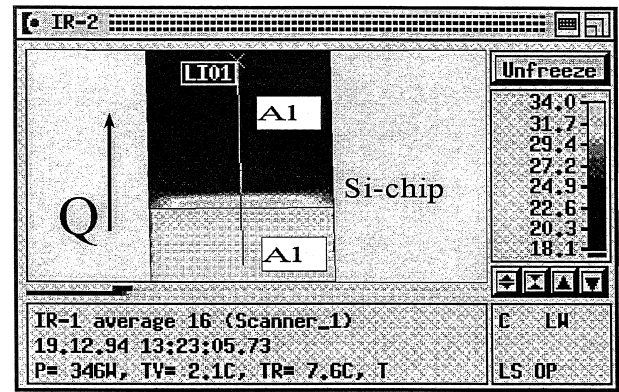 IR-2
LI01
Unfreeze
A1
34.0
31.7
29.4
27.2
24.9
22.6
20.3
18.1
Si-chip
Q
A1
IR-1 average 16 (Scanner_1)
19.12.94 13:23:05.73
P= 346W, TV= 2.1C, TR= 7.6C, T
C LW
LS OP